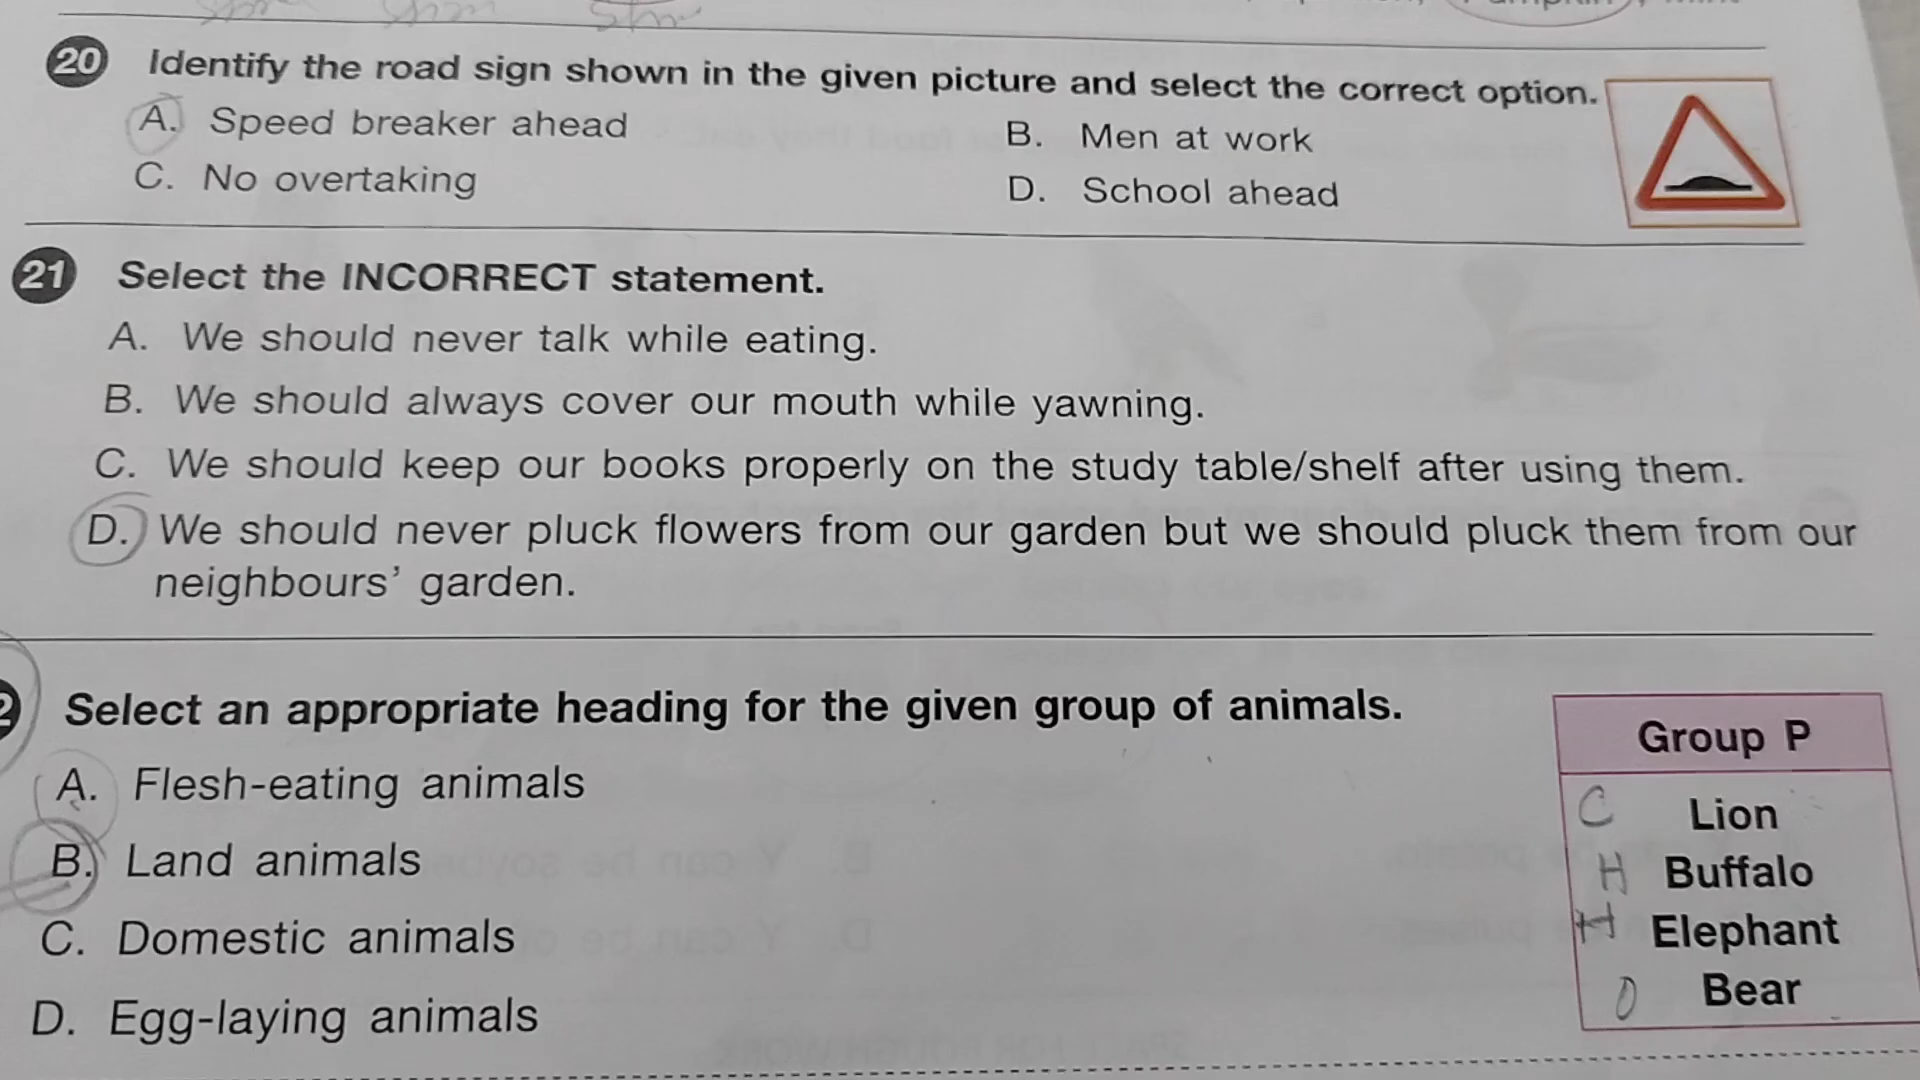 20 Identify the road sign shown in the given picture and select the correct option.
A. Speed breaker ahead B. Men at work
C. No overtaking D. School ahead
21 Select the INCORRECT statement.
A. We should never talk while eating.
B. We should always cover our mouth while yawning.
C. We should keep our books properly on the study table/shelf after using them.
D. We should never pluck flowers from our garden but we should pluck them from our
neighbours' garden.
2 Select an appropriate heading for the given group of animals.
A. Flesh-eating animals
B. Land animals
C. Domestic animals
D. Egg-laying animals
Group P
C Lion
H Buffalo
H Elephant
O Bear